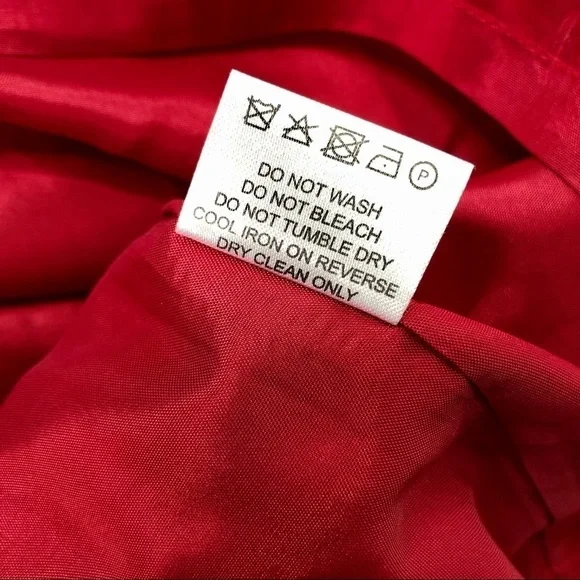 P
DO NOT WASH
DO NOT BLEACH
DO NOT TUMBLE DRY
COOL IRON ON REVERSE
DRY CLEAN ONLY